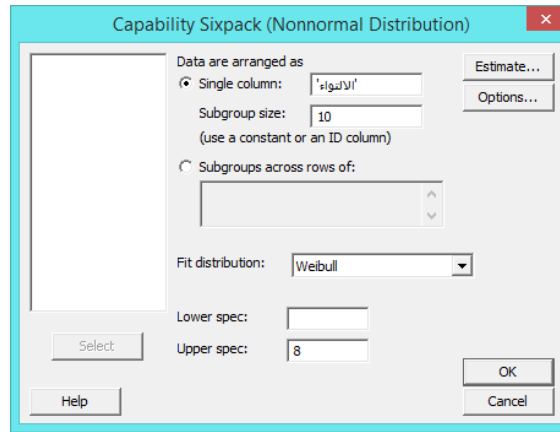 Capability Sixpack (Nonnormal Distribution)
Data are arranged as
Single column: 'الالتواء'
Subgroup size: 10
(use a constant or an ID column)
Subgroups across rows of:
Fit distribution: Weibull
Lower spec:
Upper spec: 8
Estimate...
Options...
Select
Help
OK
Cancel